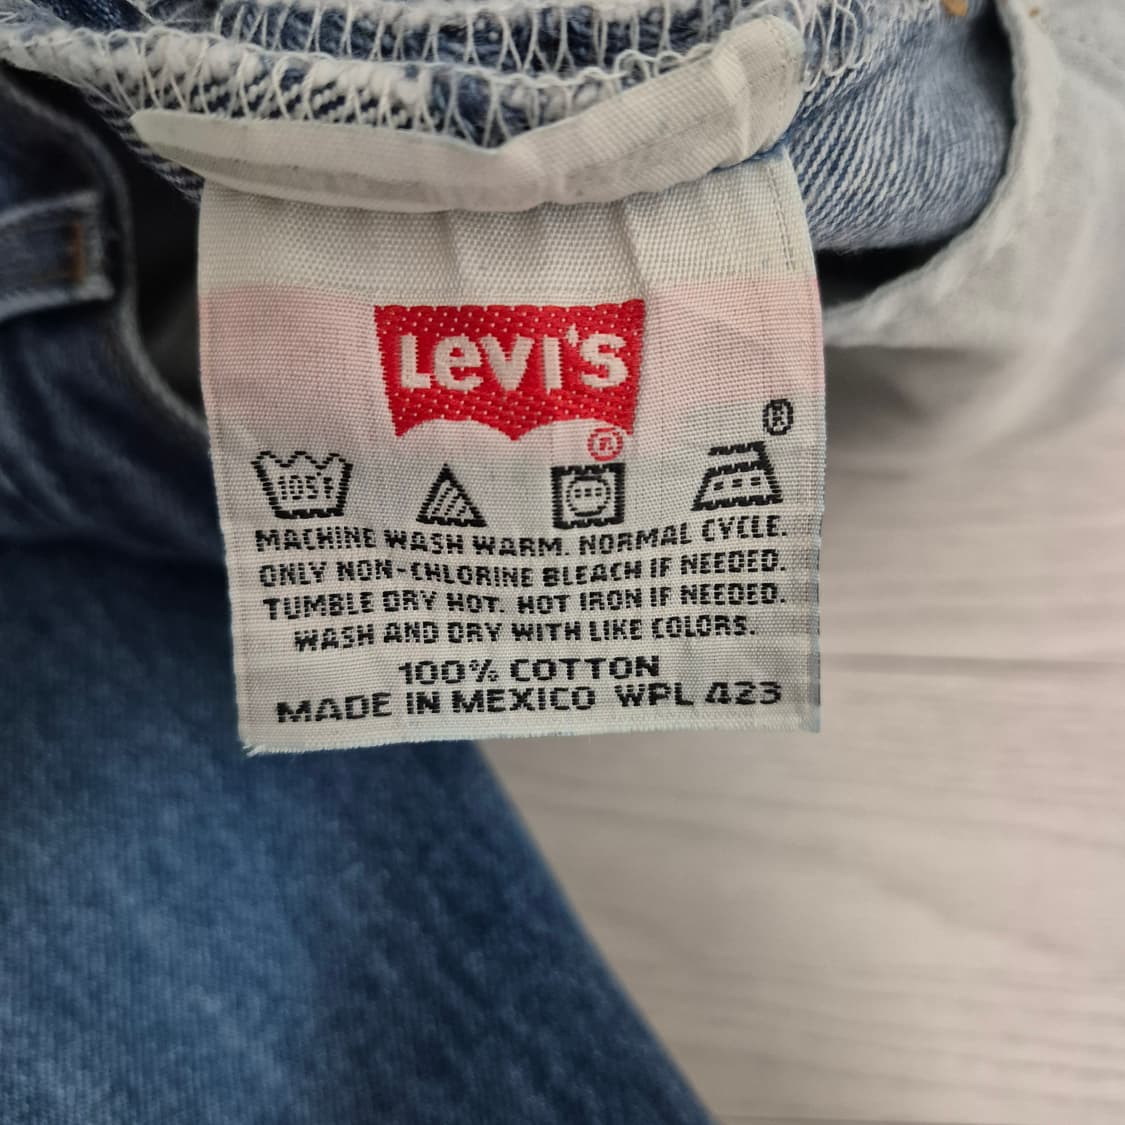 LEVI'S
®
®
105°F
MACHINE WASH WARM. NORMAL CYCLE.
ONLY NON-CHLORINE BLEACH IF NEEDED.
TUMBLE DRY HOT. HOT IRON IF NEEDED.
WASH AND DRY WITH LIKE COLORS.
100% COTTON
MADE IN MEXICO WPL 423